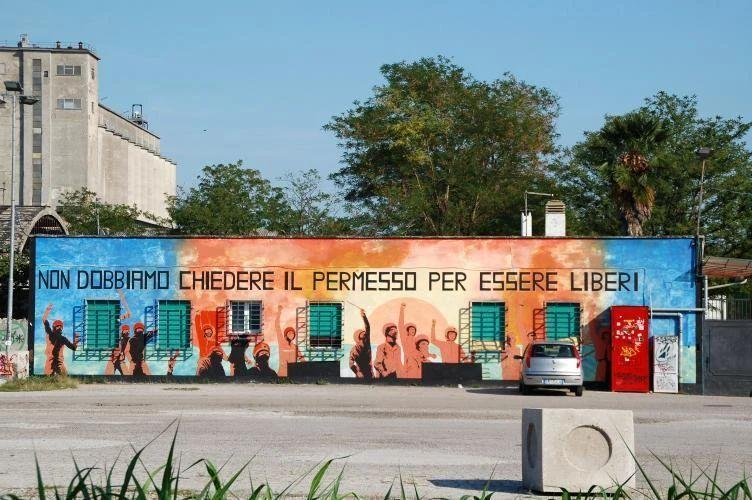 NON DOBBIAMO CHIEDERE IL PERMESSO PER ESSERE LIBERI